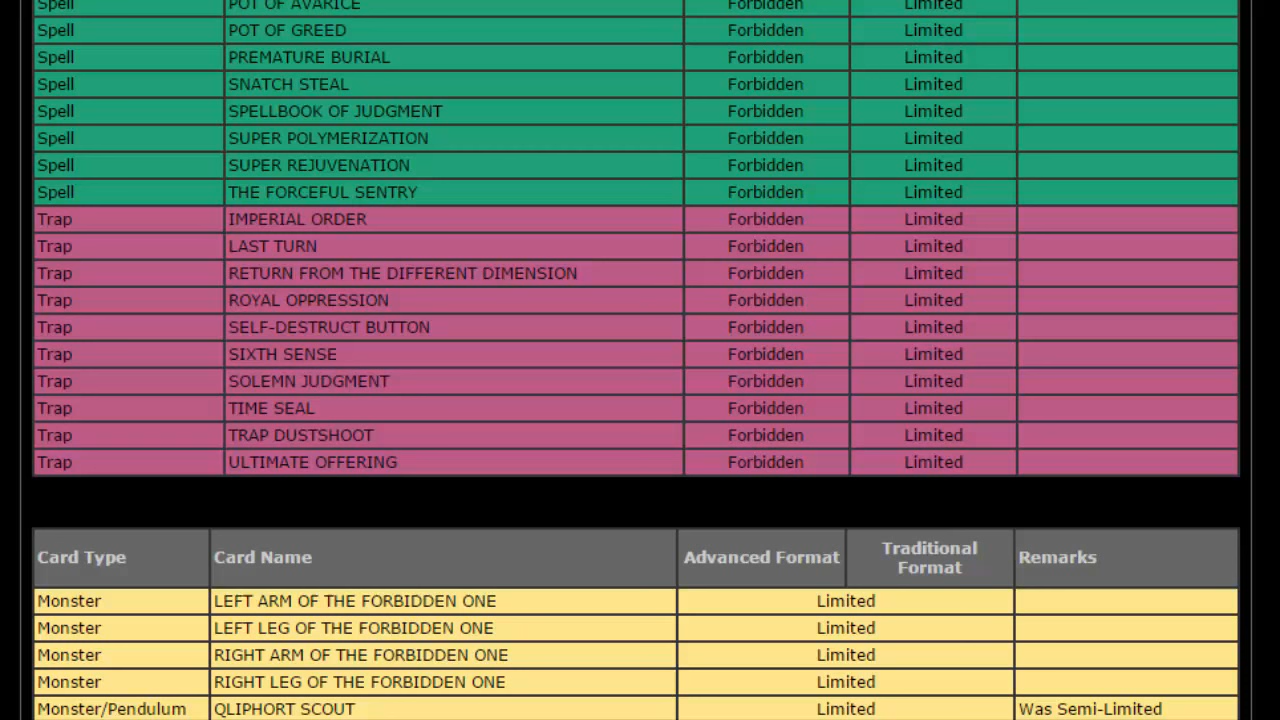 Spell POT OF AVARICE Forbidden Limited
Spell POT OF GREED Forbidden Limited
Spell PREMATURE BURIAL Forbidden Limited
Spell SNATCH STEAL Forbidden Limited
Spell SPELLBOOK OF JUDGMENT Forbidden Limited
Spell SUPER POLYMERIZATION Forbidden Limited
Spell SUPER REJUVENATION Forbidden Limited
Spell THE FORCEFUL SENTRY Forbidden Limited
Trap IMPERIAL ORDER Forbidden Limited
Trap LAST TURN Forbidden Limited
Trap RETURN FROM THE DIFFERENT DIMENSION Forbidden Limited
Trap ROYAL OPPRESSION Forbidden Limited
Trap SELF-DESTRUCT BUTTON Forbidden Limited
Trap SIXTH SENSE Forbidden Limited
Trap SOLEMN JUDGMENT Forbidden Limited
Trap TIME SEAL Forbidden Limited
Trap TRAP DUSTSHOOT Forbidden Limited
Trap ULTIMATE OFFERING Forbidden Limited
Card Type Card Name Advanced Format Traditional Format Remarks
Monster LEFT ARM OF THE FORBIDDEN ONE Limited
Monster LEFT LEG OF THE FORBIDDEN ONE Limited
Monster RIGHT ARM OF THE FORBIDDEN ONE Limited
Monster RIGHT LEG OF THE FORBIDDEN ONE Limited
Monster/Pendulum QLIPHORT SCOUT Limited Was Semi-Limited